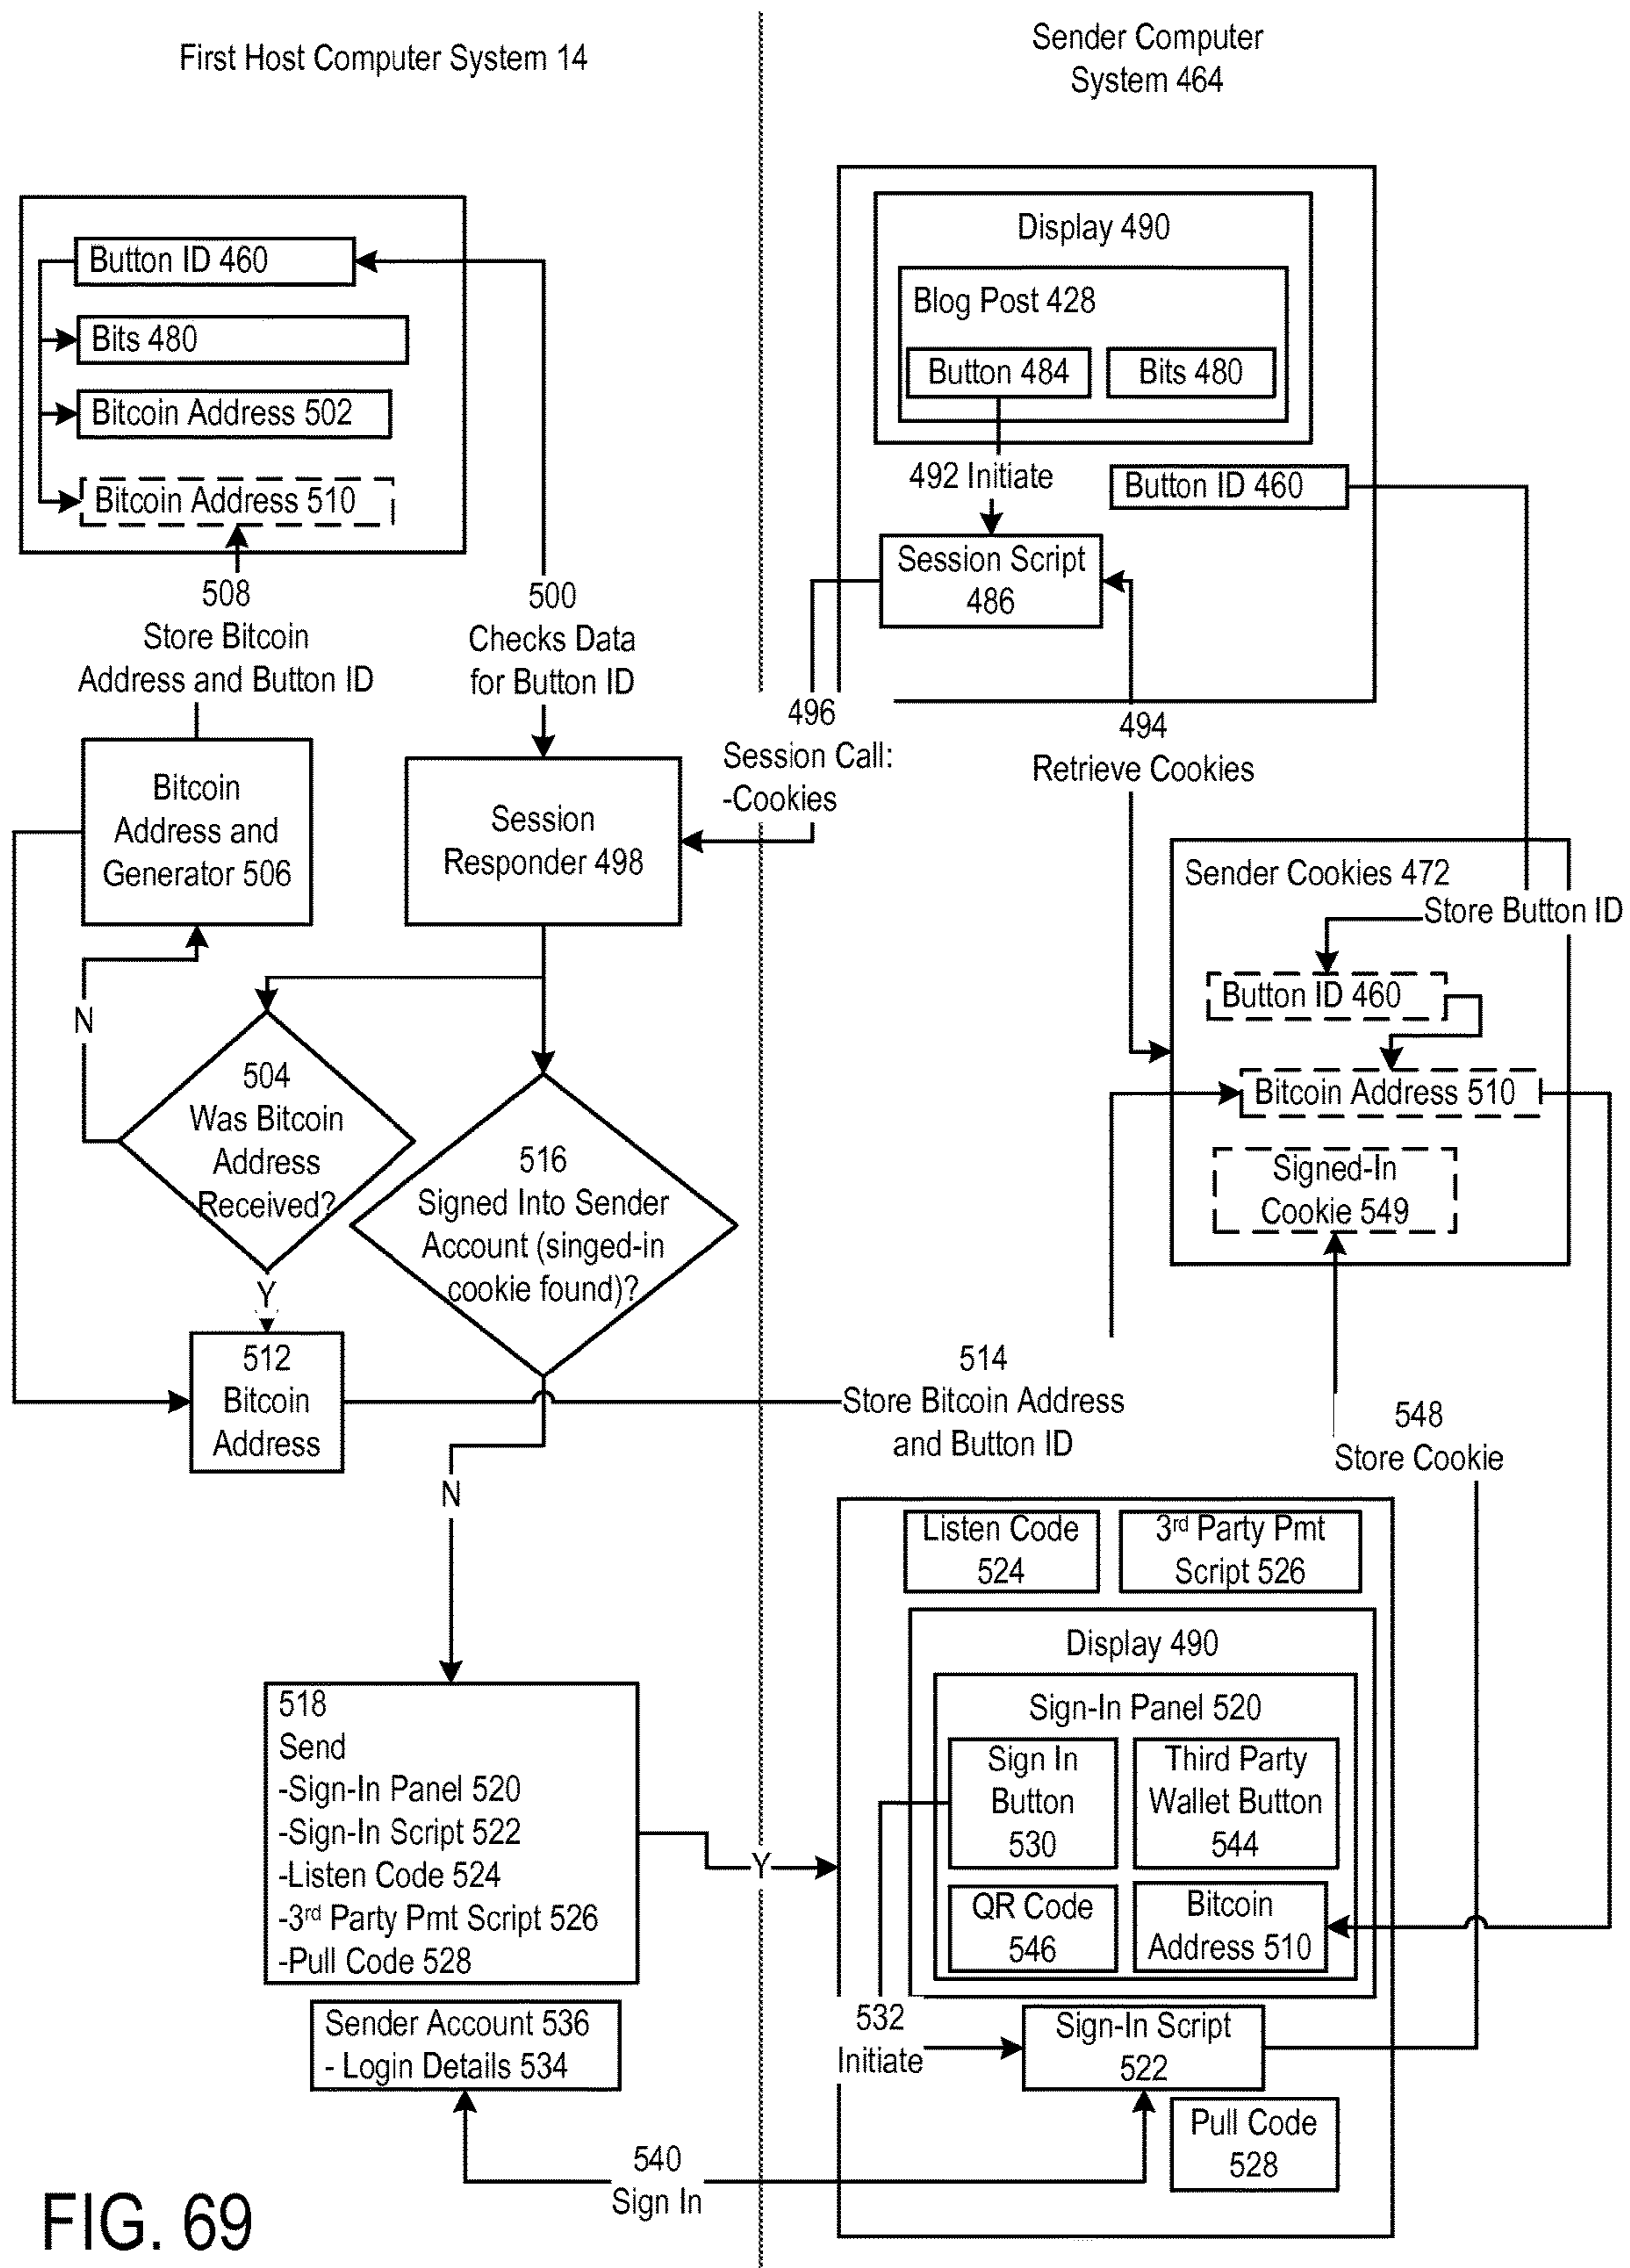 First Host Computer System 14
Sender Computer
System 464
Button ID 460
Bits 480
Bitcoin Address 502
Bitcoin Address 510
508
Store Bitcoin
Address and Button ID
500
Checks Data
for Button ID
Bitcoin
Address and
Generator 506
Session
Responder 498
N
504
Was Bitcoin
Address
Received?
Y
512
Bitcoin
Address
516
Signed Into Sender
Account (singed-in
cookie found)?
N
518
Send
-Sign-In Panel 520
-Sign-In Script 522
-Listen Code 524
-3rd Party Pmt Script 526
-Pull Code 528
Sender Account 536
- Login Details 534
540
Sign In
Y
Display 490
Blog Post 428
Button 484
Bits 480
492 Initiate
Button ID 460
Session Script
486
496
Session Call:
-Cookies
494
Retrieve Cookies
Sender Cookies 472
Store Button ID
Button ID 460
Bitcoin Address 510
Signed-In
Cookie 549
514
Store Bitcoin Address
and Button ID
548
Store Cookie
Listen Code
524
3rd Party Pmt
Script 526
Display 490
Sign-In Panel 520
Sign In
Button
530
Third Party
Wallet Button
544
QR Code
546
Bitcoin
Address 510
532
Initiate
Sign-In Script
522
Pull Code
528
FIG. 69